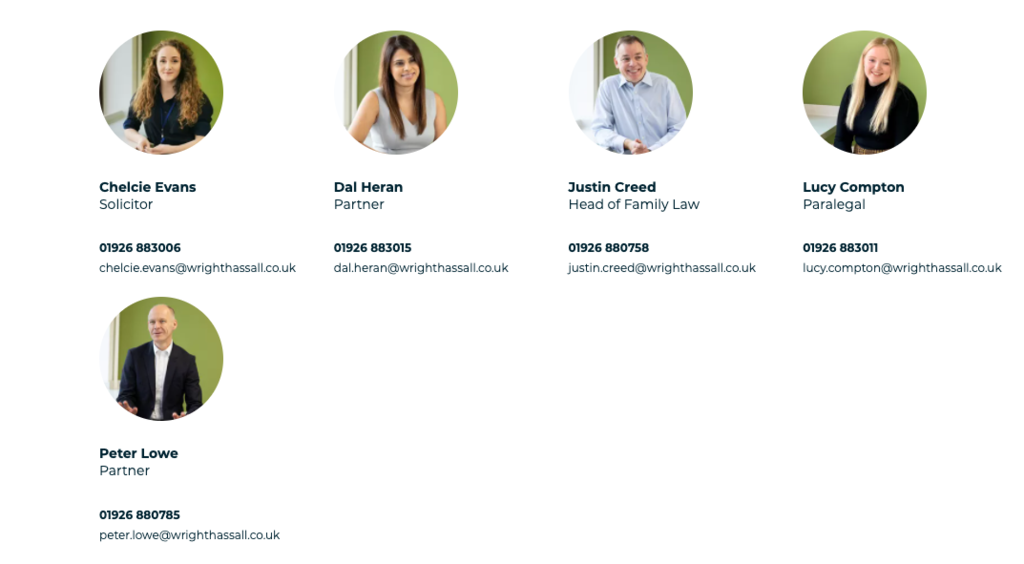 Chelcie Evans
Solicitor
01926 883006
chelcie.evans@wrighthassall.co.uk
Dal Heran
Partner
01926 883015
dal.heran@wrighthassall.co.uk
Justin Creed
Head of Family Law
01926 880758
justin.creed@wrighthassall.co.uk
Lucy Compton
Paralegal
01926 883011
lucy.compton@wrighthassall.co.uk
Peter Lowe
Partner
01926 880785
peter.lowe@wrighthassall.co.uk